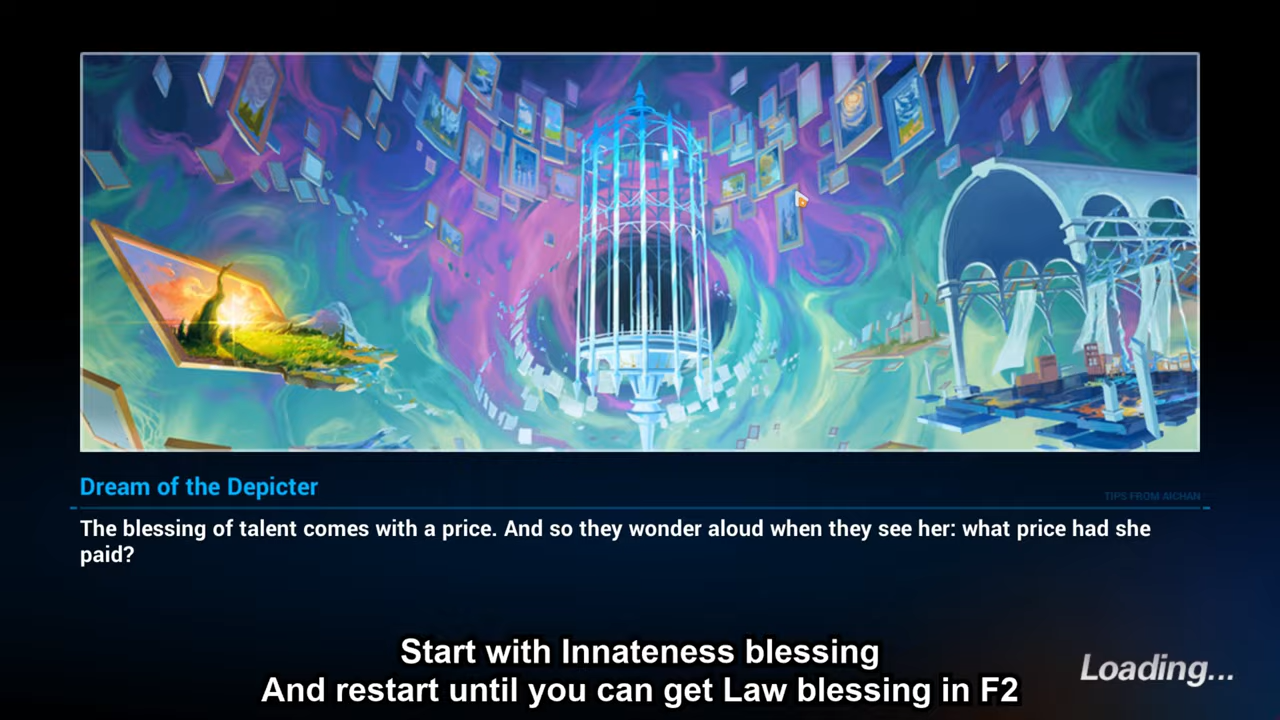 Dream of the Depicter
TIPS FROM AICHAN
The blessing of talent comes with a price. And so they wonder aloud when they see her: what price had she
paid?
Start with Innateness blessing
And restart until you can get Law blessing in F2
Loading...